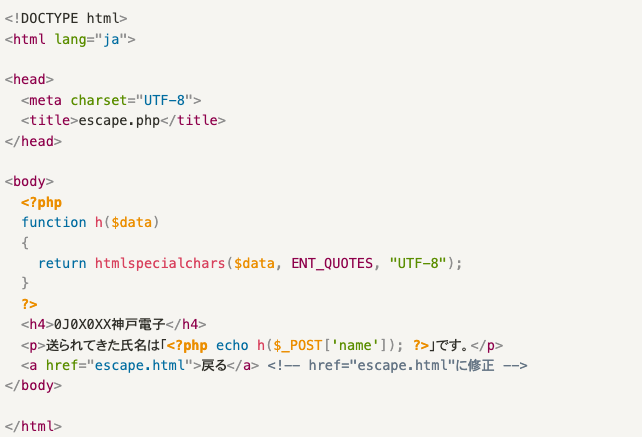 <!DOCTYPE html>
<html lang="ja">
<head>
<meta charset="UTF-8">
<title>escape.php</title>
</head>
<body>
<?php
function h($data)
{
return htmlspecialchars($data, ENT_QUOTES, "UTF-8");
}
?>
<h4>0J0X0XX神戸電子</h4>
<p>送られてきた氏名は「<?php echo h($_POST['name']); ?>」です。</p>
<a href="escape.html">戻る</a> <!-- href="escape.html"に修正 -->
</body>
</html>